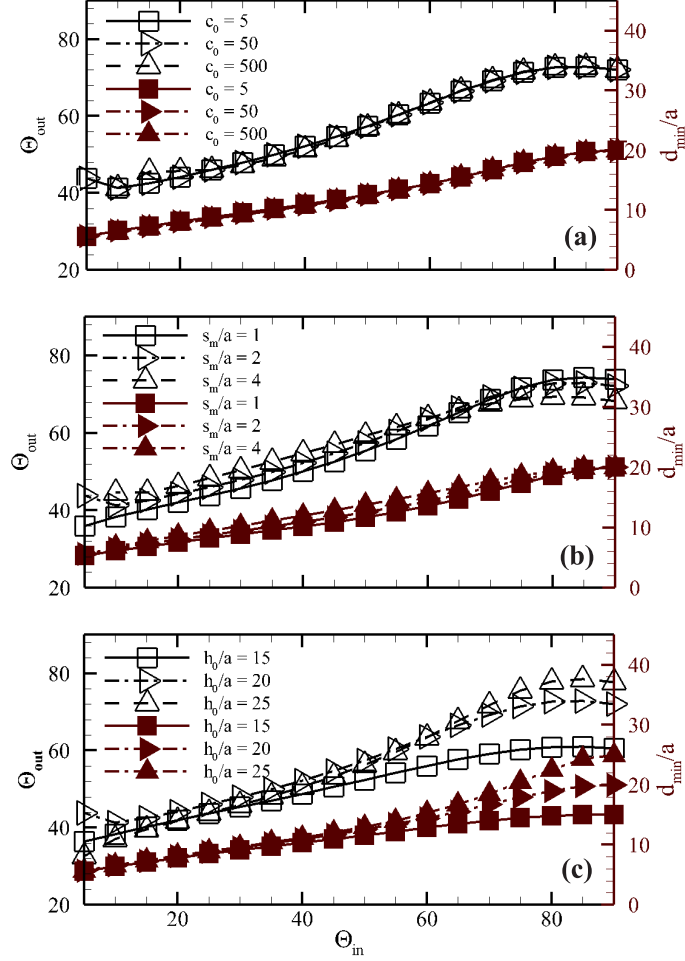 80
60
40
20
Θout
c0 = 5
c0 = 50
c0 = 500
c0 = 5
c0 = 50
c0 = 500
(a)
40
30
20
10
0
dmin/a
80
60
40
20
Θout
sm/a = 1
sm/a = 2
sm/a = 4
sm/a = 1
sm/a = 2
sm/a = 4
(b)
40
30
20
10
0
dmin/a
80
60
40
20
Θout
h0/a = 15
h0/a = 20
h0/a = 25
h0/a = 15
h0/a = 20
h0/a = 25
(c)
40
30
20
10
0
dmin/a
20
40
60
80
Θin